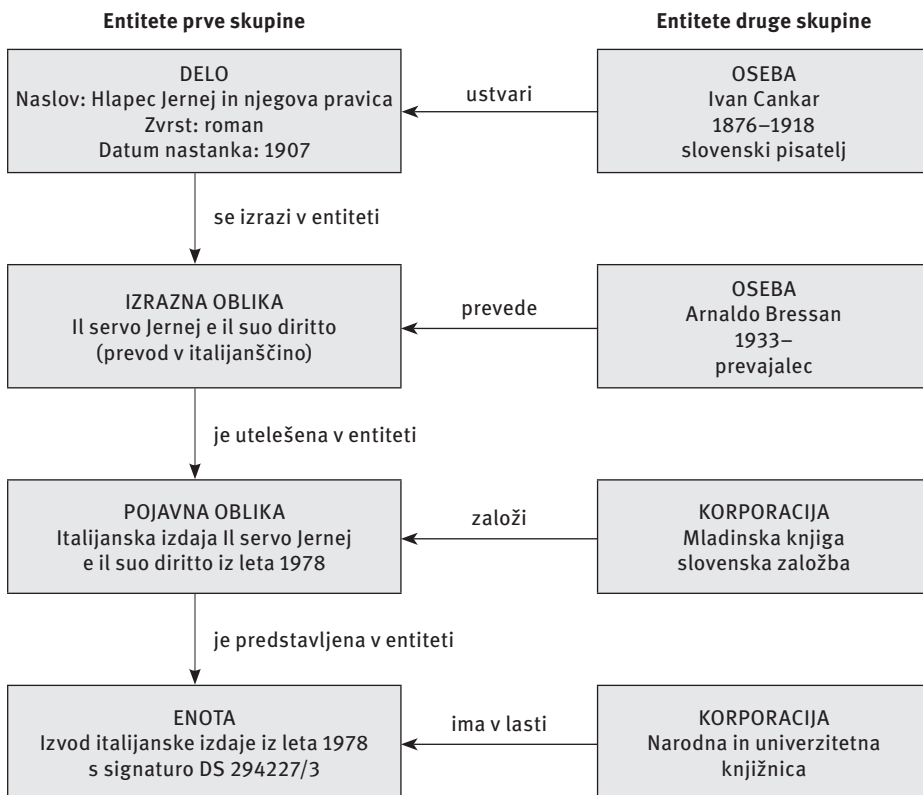 Entitete prve skupine
Entitete druge skupine
DELO
Naslov: Hlapec Jernej in njegova pravica
Zvrst: roman
Datum nastanka: 1907
ustvari
OSEBA
Ivan Cankar
1876–1918
slovenski pisatelj
se izrazi v entiteti
IZRAZNA OBLIKA
Il servo Jernej e il suo diritto
(prevod v italijanščino)
prevede
OSEBA
Arnaldo Bressan
1933–
prevajalec
je utelešena v entiteti
POJAVNA OBLIKA
Italijanska izdaja Il servo Jernej
e il suo diritto iz leta 1978
založi
KORPORACIJA
Mladinska knjiga
slovenska založba
je predstavljena v entiteti
ENOTA
Izvod italijanske izdaje iz leta 1978
s signaturo DS 294227/3
ima v lasti
KORPORACIJA
Narodna in univerzitetna
knjižnica